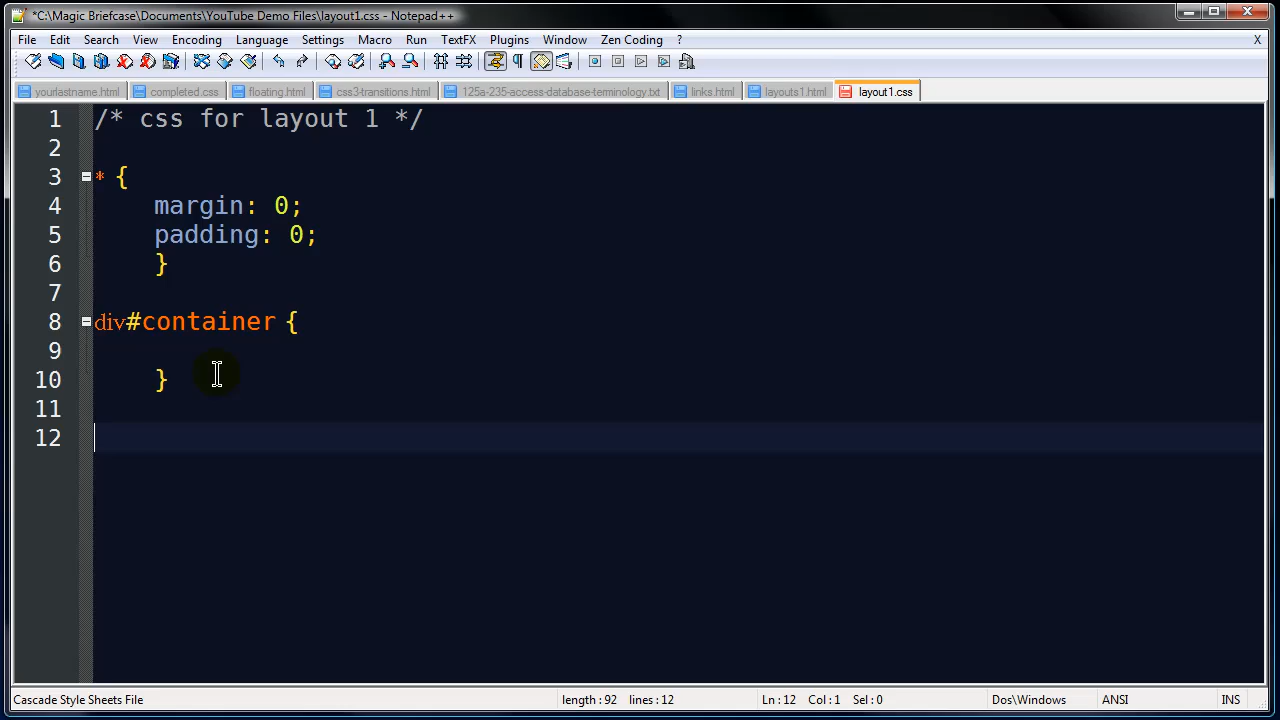 *C:\Magic Briefcase\Documents\YouTube Demo Files\layout1.css - Notepad++
File Edit Search View Encoding Language Settings Macro Run TextFX Plugins Window Zen Coding ? X
yourlastname.html completed.css floating.html css3-transitions.html 125a-235-access-database-terminology.txt links.html layouts1.html layout1.css
1 /* css for layout 1 */
2
3 * {
4 margin: 0;
5 padding: 0;
6 }
7
8 div#container {
9
10 }
11
12
Cascade Style Sheets File length : 92 lines : 12 Ln : 12 Col : 1 Sel : 0 Dos\Windows ANSI INS